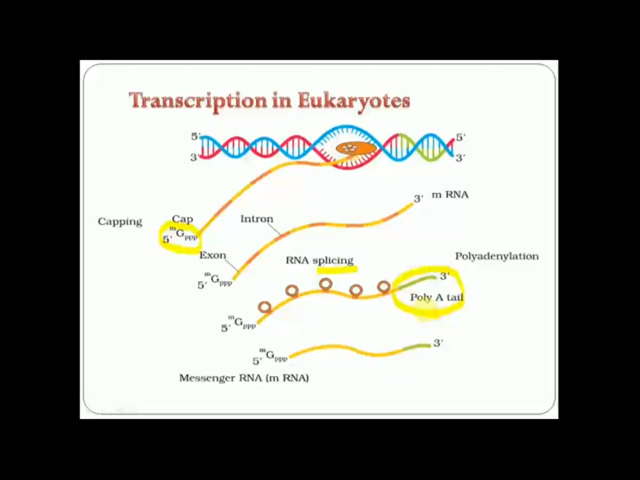 Transcription in Eukaryotes
5'
5'
3'
3'
3' m RNA
Capping
Cap
Intron
5' mGppp
Exon
RNA splicing
Polyadenylation
5' mGppp
3'
Poly A tail
5' mGppp
3'
5' mGppp
Messenger RNA (m RNA)